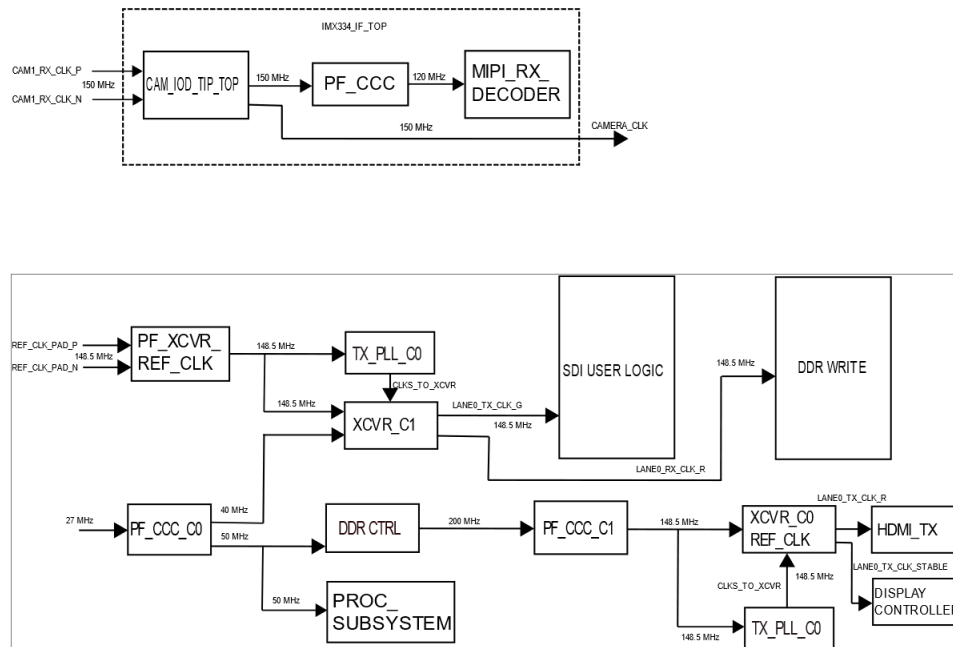 IMX334_IF_TOP
CAM1_RX_CLK_P
150 MHz
CAM1_RX_CLK_N
CAM_IOD_TIP_TOP
150 MHz
PF_CCC
120 MHz
MIPI_RX_
DECODER
150 MHz
CAMERA_CLK
REF_CLK_PAD_P
148.5 MHz
REF_CLK_PAD_N
PF_XCVR_
REF_CLK
148.5 MHz
TX_PLL_C0
CLKS_TO_XCVR
148.5 MHz
XCVR_C1
LANE0_TX_CLK_G
148.5 MHz
SDI USER LOGIC
LANE0_RX_CLK_R
148.5 MHz
DDR WRITE
27 MHz
PF_CCC_C0
40 MHz
50 MHz
DDR CTRL
200 MHz
PF_CCC_C1
148.5 MHz
XCVR_C0
REF_CLK
LANE0_TX_CLK_R
HDMI_TX
LANE0_TX_CLK_STABLE
DISPLAY
CONTROLLER
50 MHz
PROC_
SUBSYSTEM
CLKS_TO_XCVR
148.5 MHz
148.5 MHz
TX_PLL_C0